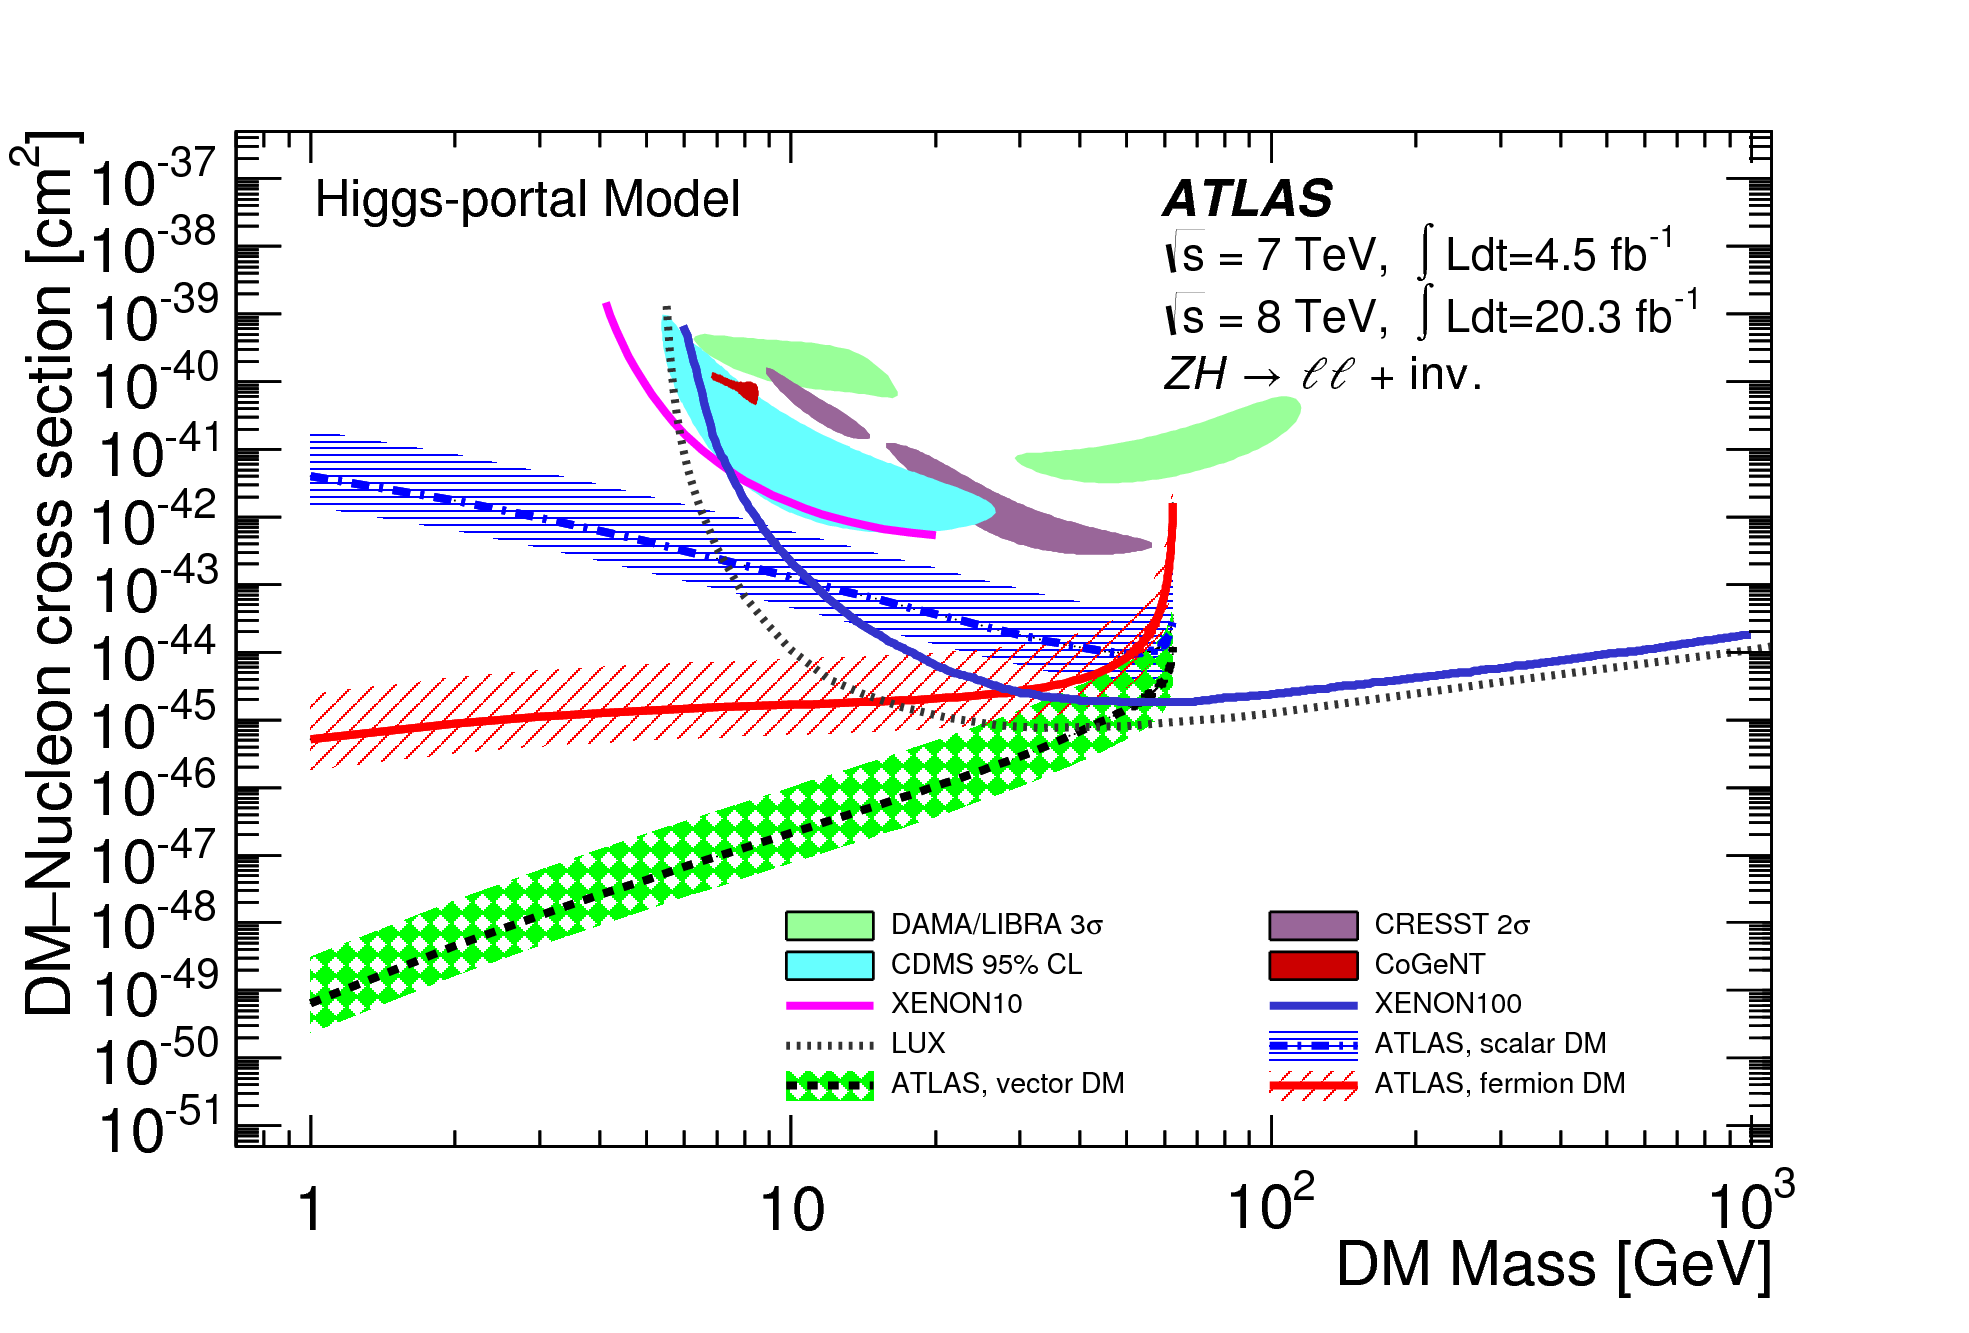 DM–Nucleon cross section [cm²]
10⁻³⁷
10⁻³⁸
10⁻³⁹
10⁻⁴⁰
10⁻⁴¹
10⁻⁴²
10⁻⁴³
10⁻⁴⁴
10⁻⁴⁵
10⁻⁴⁶
10⁻⁴⁷
10⁻⁴⁸
10⁻⁴⁹
10⁻⁵⁰
10⁻⁵¹
Higgs-portal Model
ATLAS
√s = 7 TeV, ∫ Ldt=4.5 fb⁻¹
√s = 8 TeV, ∫ Ldt=20.3 fb⁻¹
ZH → ℓℓ + inv.
DAMA/LIBRA 3σ
CRESST 2σ
CDMS 95% CL
CoGeNT
XENON10
XENON100
LUX
ATLAS, scalar DM
ATLAS, vector DM
ATLAS, fermion DM
1 10 10² 10³
DM Mass [GeV]